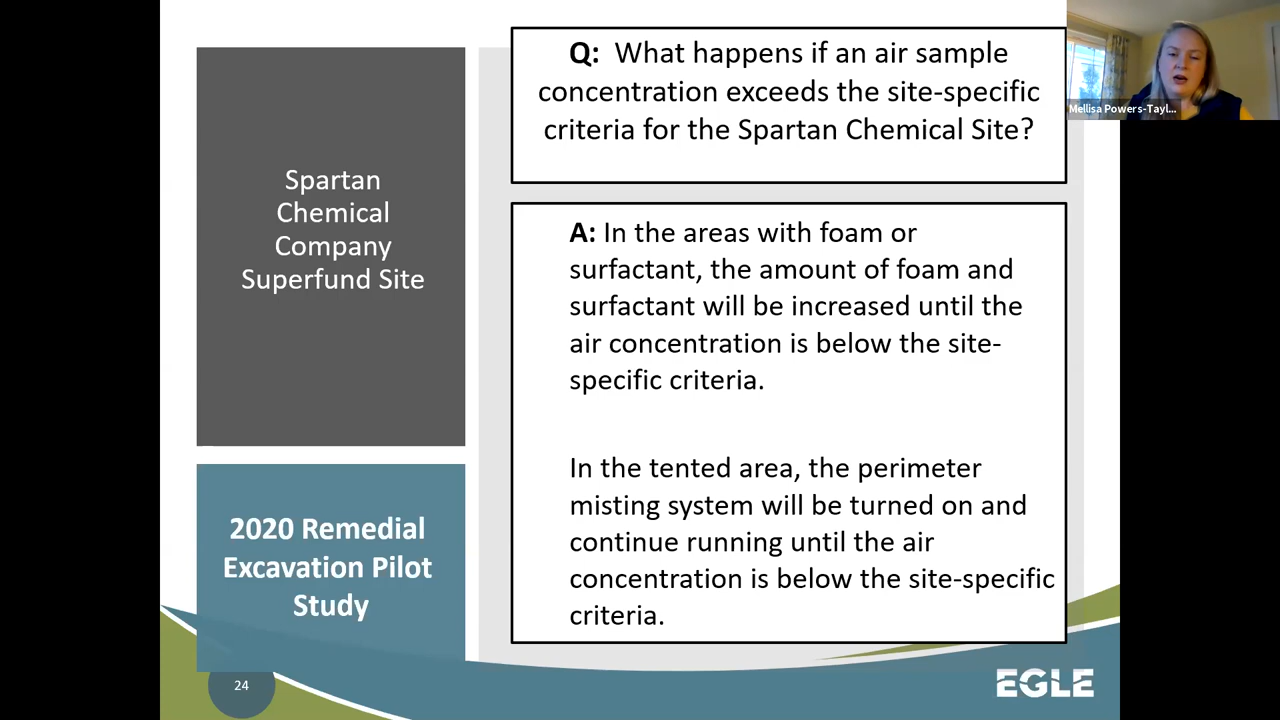 Spartan
Chemical
Company
Superfund Site
2020 Remedial
Excavation Pilot
Study
24
Q: What happens if an air sample
concentration exceeds the site-specific
criteria for the Spartan Chemical Site?
A: In the areas with foam or
surfactant, the amount of foam and
surfactant will be increased until the
air concentration is below the site-
specific criteria.
In the tented area, the perimeter
misting system will be turned on and
continue running until the air
concentration is below the site-specific
criteria.
EGLE
Mellisa Powers-Tayl...